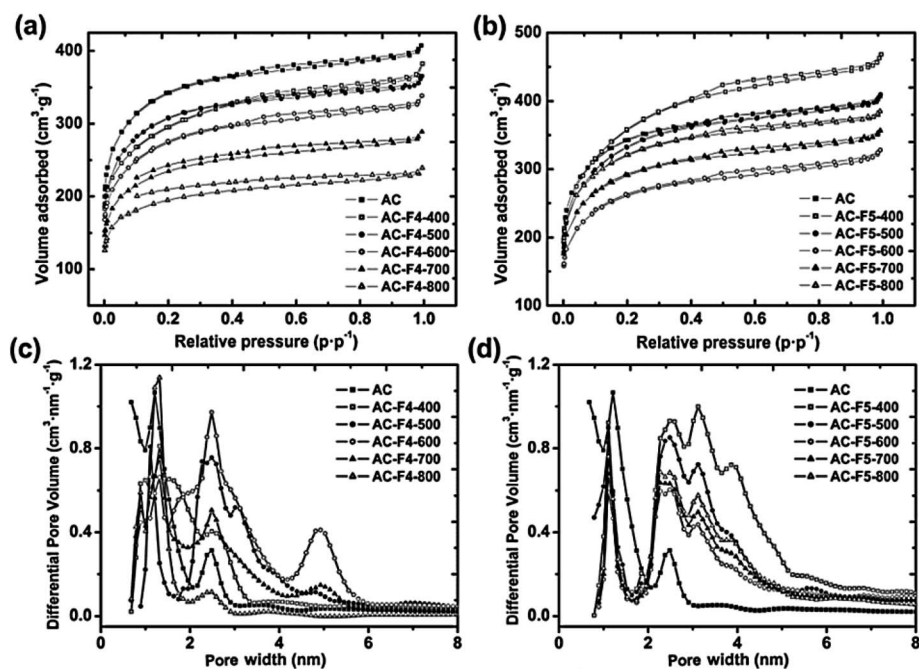 (a)
400
300
200
100
Volume adsorbed (cm³·g⁻¹)
AC
AC-F4-400
AC-F4-500
AC-F4-600
AC-F4-700
AC-F4-800
0.0 0.2 0.4 0.6 0.8 1.0
Relative pressure (p·p⁻¹)
(b)
500
400
300
200
100
Volume adsorbed (cm³·g⁻¹)
AC
AC-F5-400
AC-F5-500
AC-F5-600
AC-F5-700
AC-F5-800
0.0 0.2 0.4 0.6 0.8 1.0
Relative pressure (p·p⁻¹)
(c)
1.2
0.8
0.4
0.0
Differential Pore Volume (cm³·nm⁻¹·g⁻¹)
AC
AC-F4-400
AC-F4-500
AC-F4-600
AC-F4-700
AC-F4-800
0 2 4 6 8
Pore width (nm)
(d)
1.2
0.8
0.4
0.0
Differential Pore Volume (cm³·nm⁻¹·g⁻¹)
AC
AC-F5-400
AC-F5-500
AC-F5-600
AC-F5-700
AC-F5-800
0 2 4 6 8
Pore width (nm)